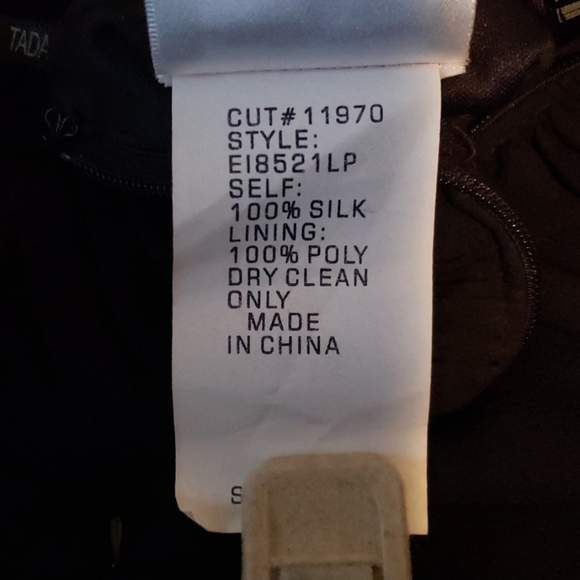 TADA
CUT# 11970
STYLE:
EI8521LP
SELF:
100% SILK
LINING:
100% POLY
DRY CLEAN
ONLY
MADE
IN CHINA
S